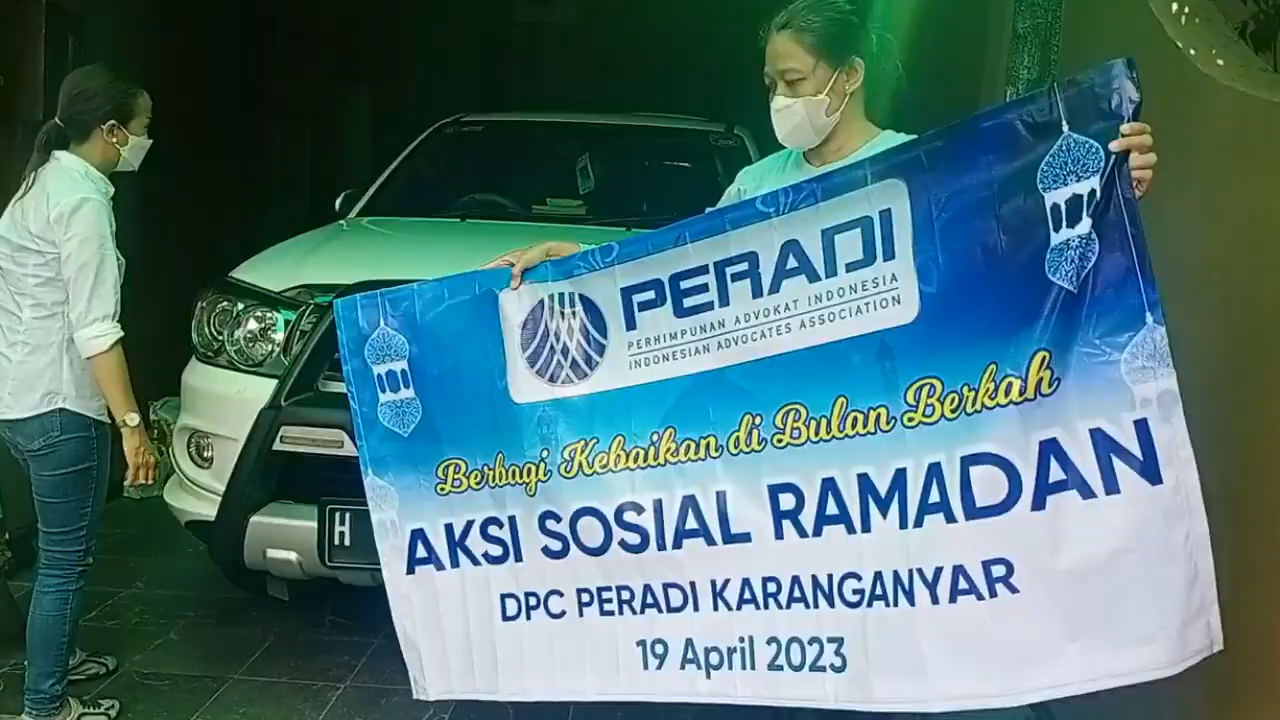 PERADI
PERHIMPUNAN ADVOKAT INDONESIA
INDONESIAN ADVOCATES ASSOCIATION
Berbagi Kebaikan di Bulan Berkah
AKSI SOSIAL RAMADAN
DPC PERADI KARANGANYAR
19 April 2023
H